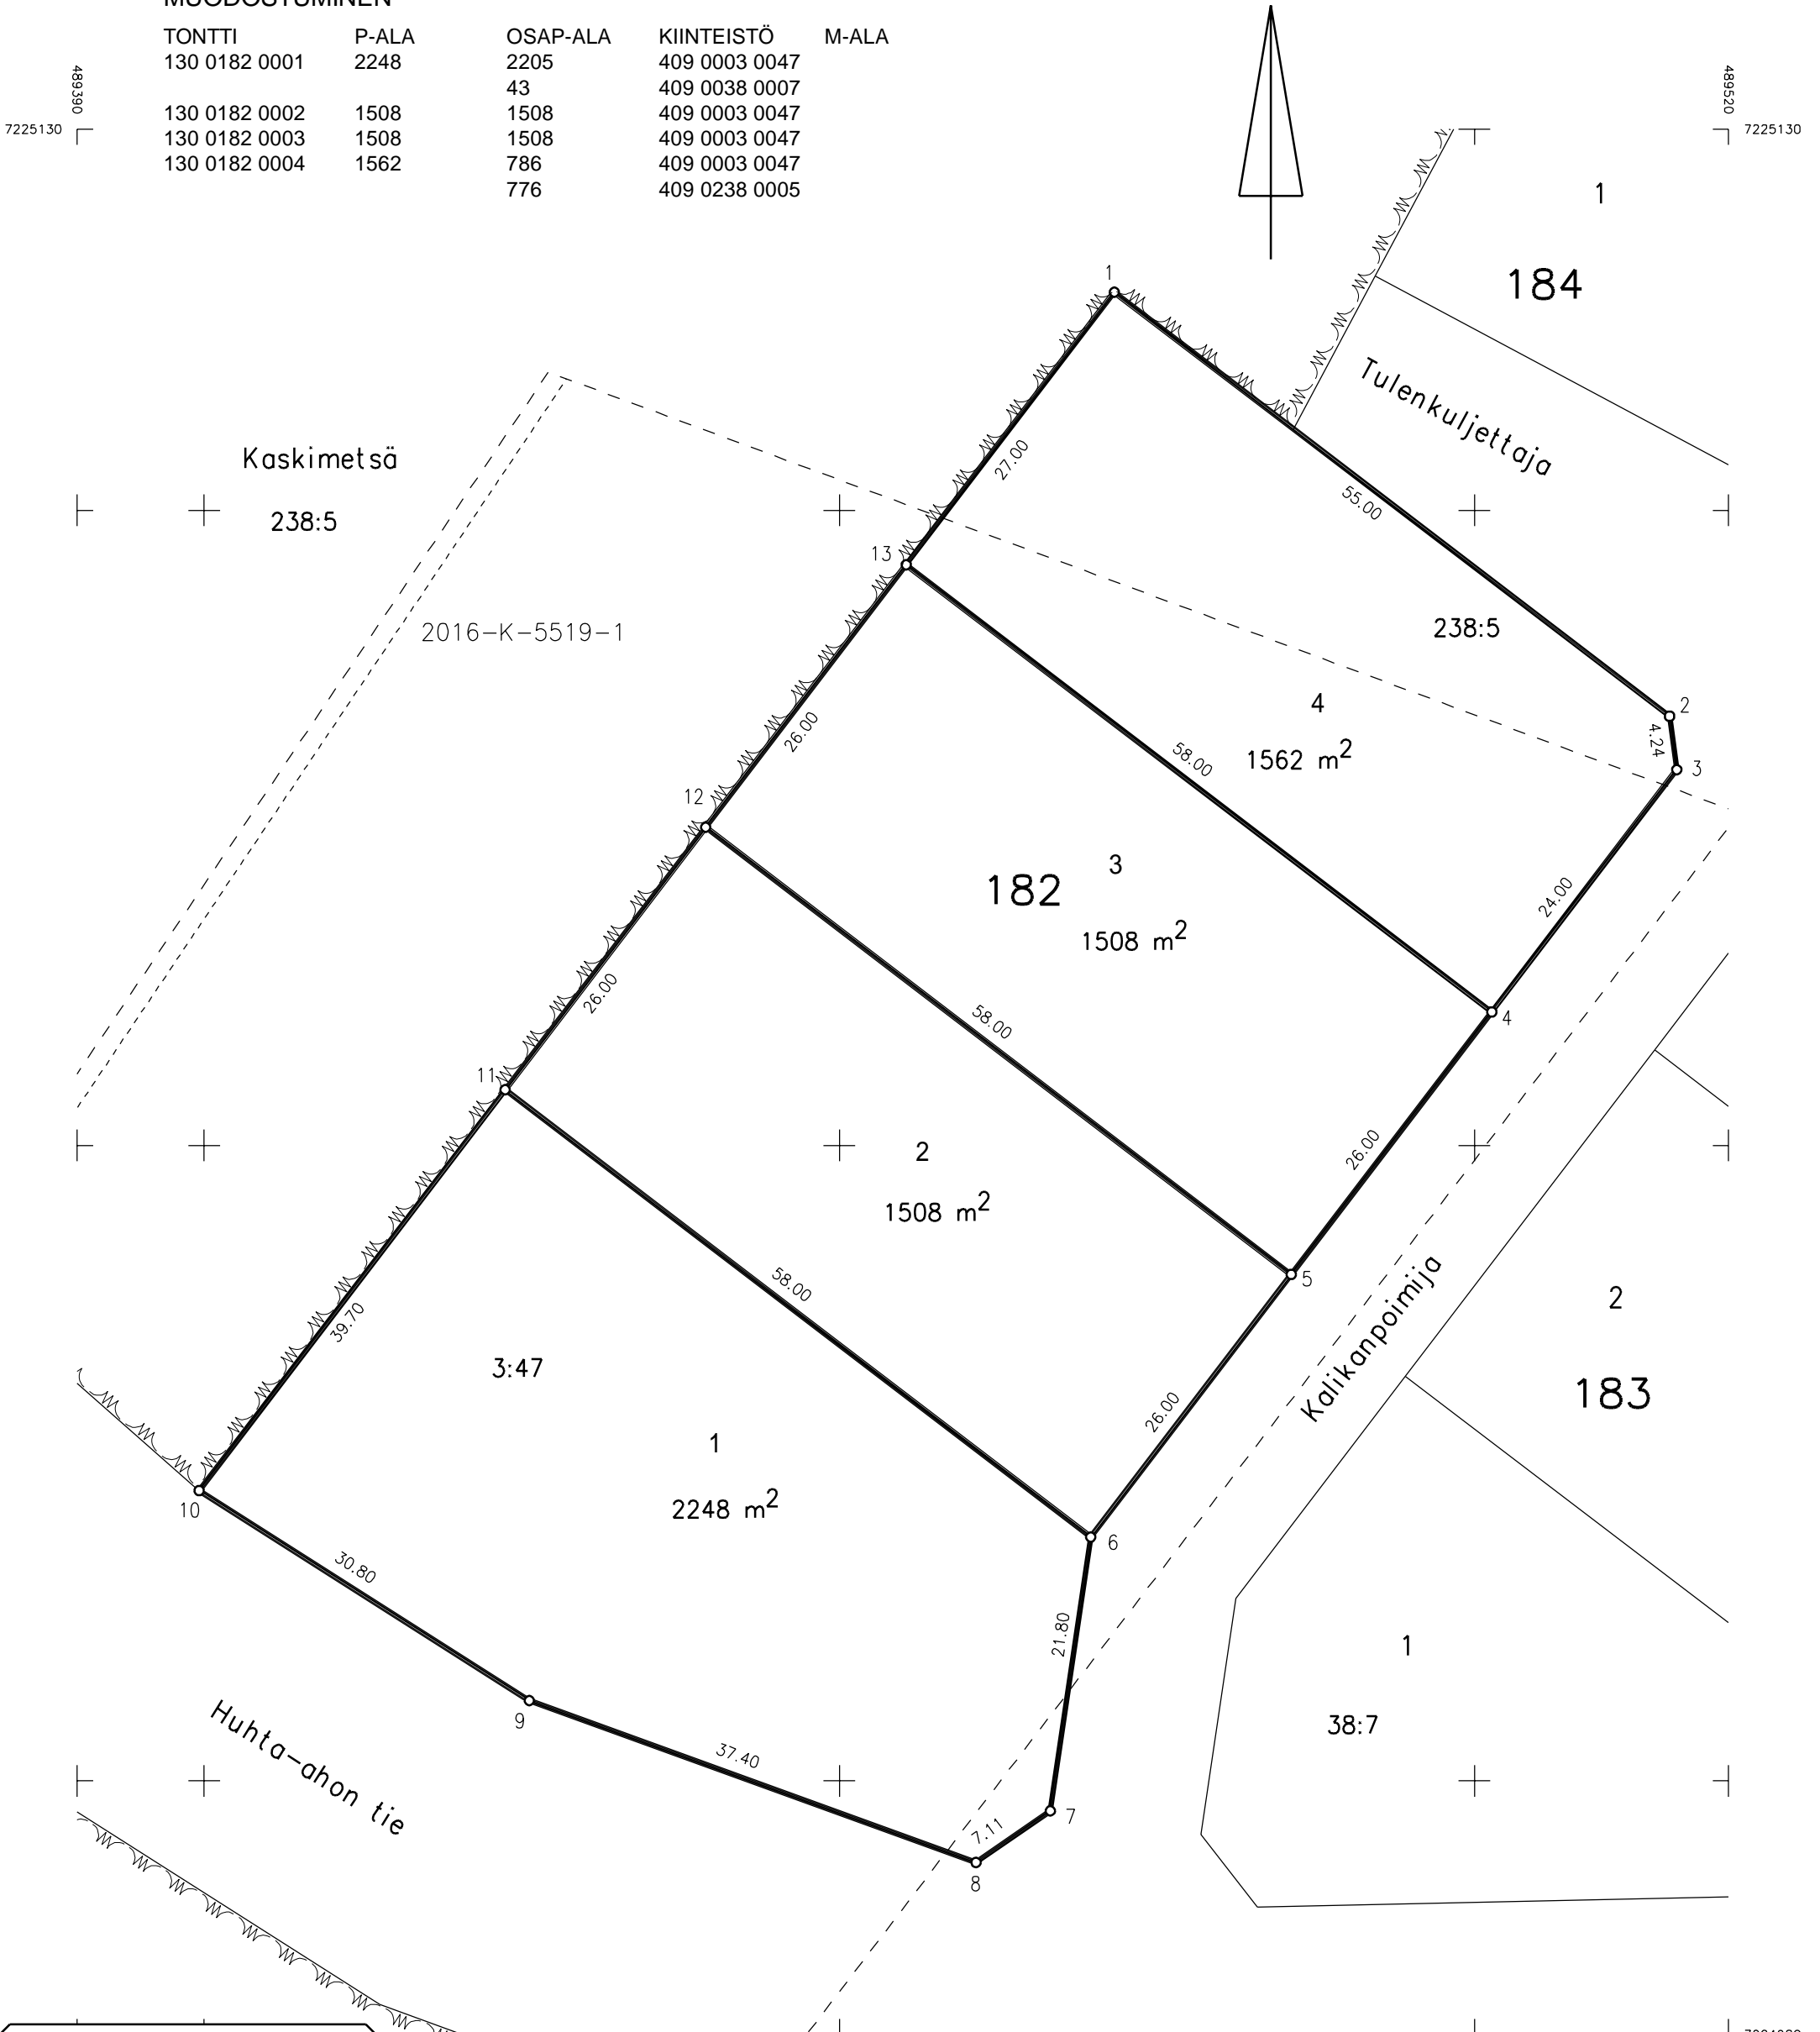 MUODOSTUMINEN
TONTTI P-ALA OSAP-ALA KIINTEISTÖ M-ALA
130 0182 0001 2248 2205 409 0003 0047
43 409 0038 0007
130 0182 0002 1508 1508 409 0003 0047
130 0182 0003 1508 1508 409 0003 0047
130 0182 0004 1562 786 409 0003 0047
776 409 0238 0005
489390
489520
7225130
7225130
1
184
Tulenkuljettaja
1
27.00
55.00
Kaskimetsä
238:5
2016-K-5519-1
13
238:5
2
4.24
3
4
1562 m2
58.00
26.00
12
3
182
1508 m2
24.00
4
26.00
58.00
11
2
1508 m2
26.00
5
Kalikanpoimija
2
183
39.70
58.00
3:47
26.00
1
2248 m2
10
6
30.80
21.80
1
38:7
9
Huhta-ahon tie
37.40
7
7.11
8